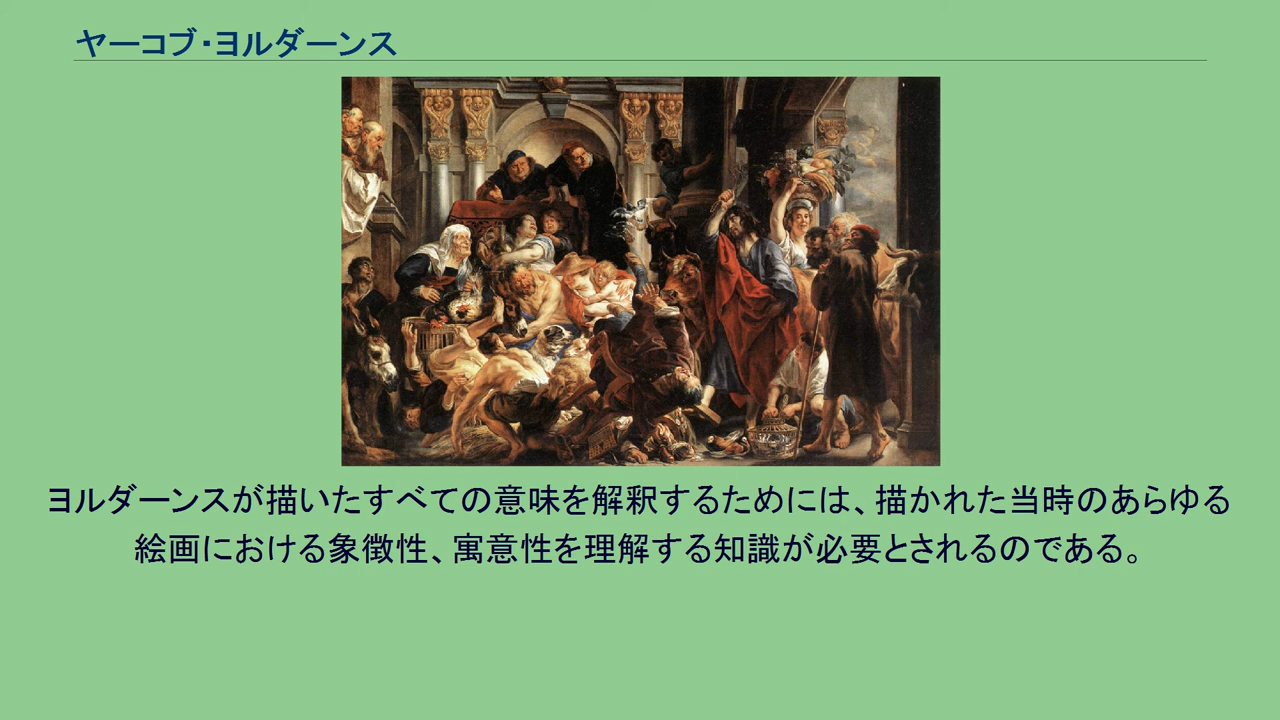 ヤーコブ・ヨルダーンス
ヨルダーンスが描いたすべての意味を解釈するためには、描かれた当時のあらゆる
絵画における象徴性、寓意性を理解する知識が必要とされるのである。